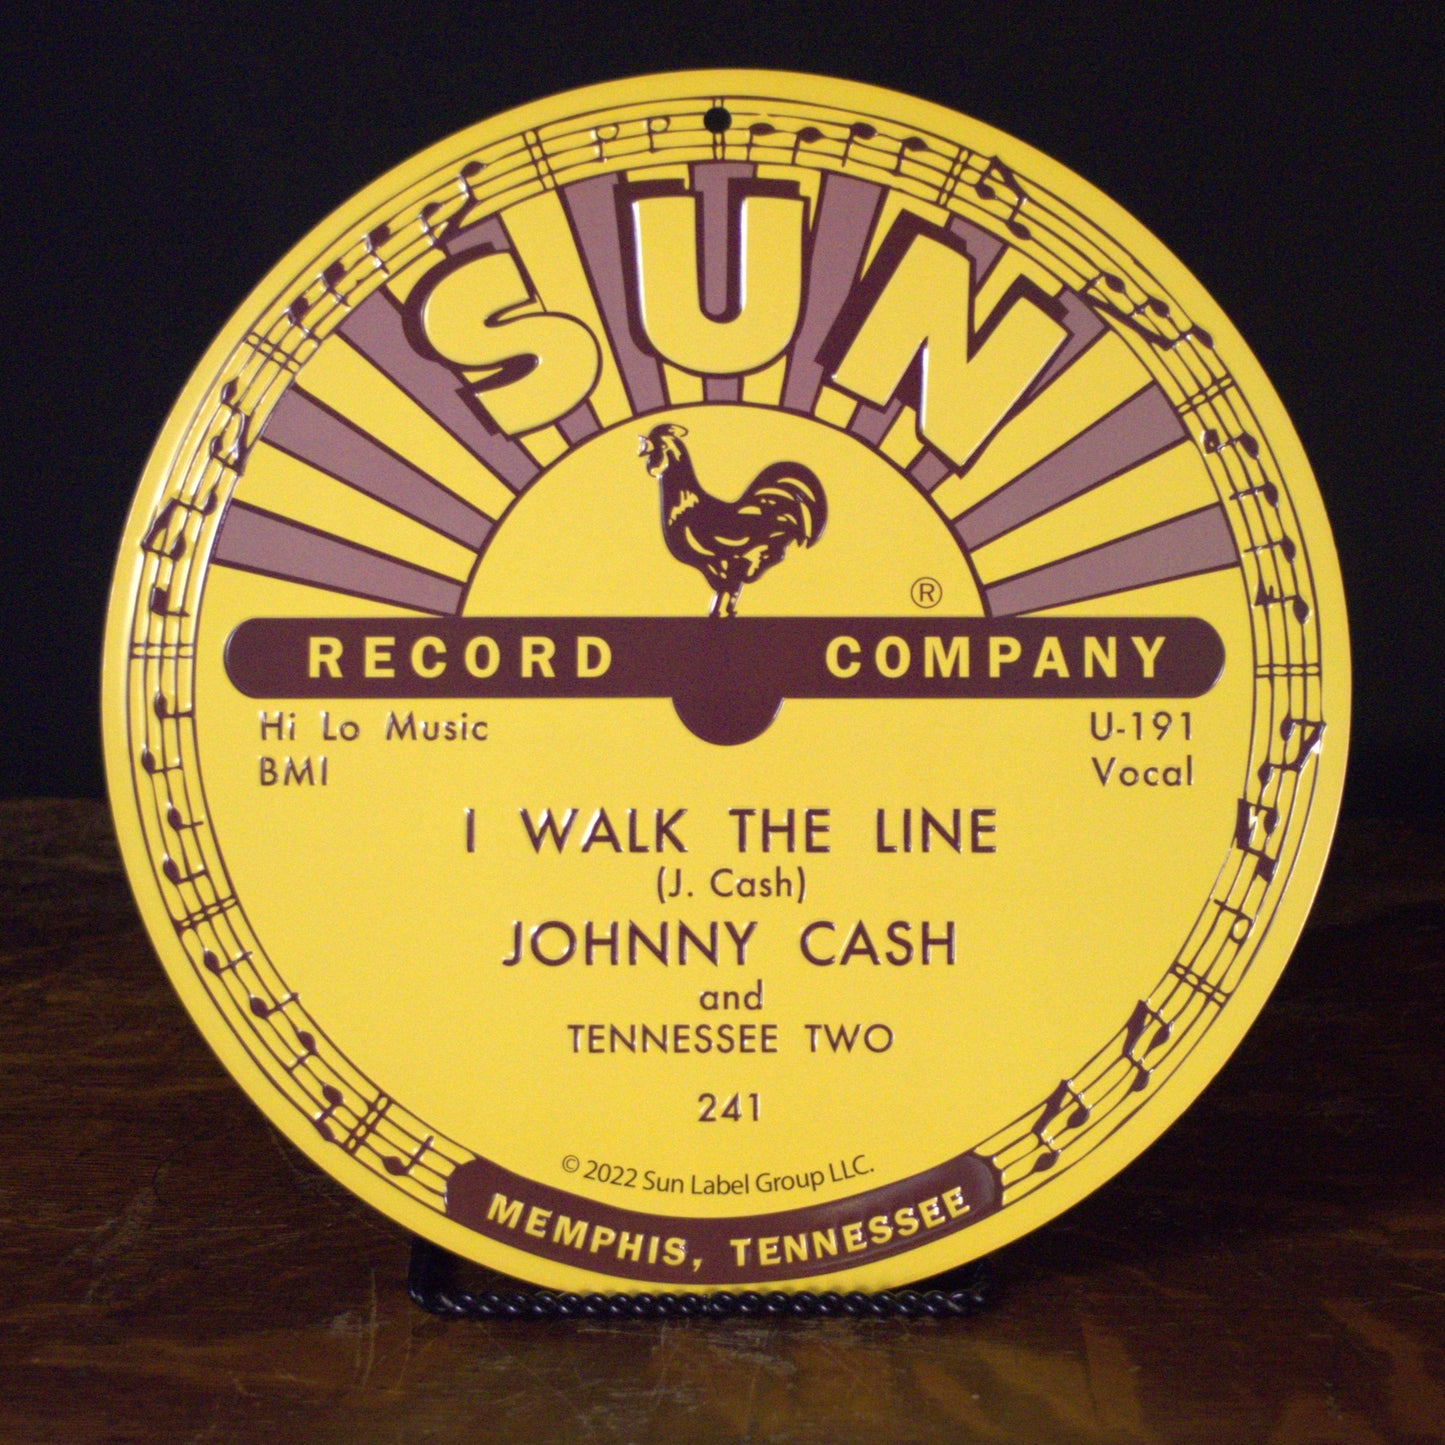 SUN
®
RECORD COMPANY
Hi Lo Music
BMI
U-191
Vocal
I WALK THE LINE
(J. Cash)
JOHNNY CASH
and
TENNESSEE TWO
241
© 2022 Sun Label Group LLC.
MEMPHIS, TENNESSEE